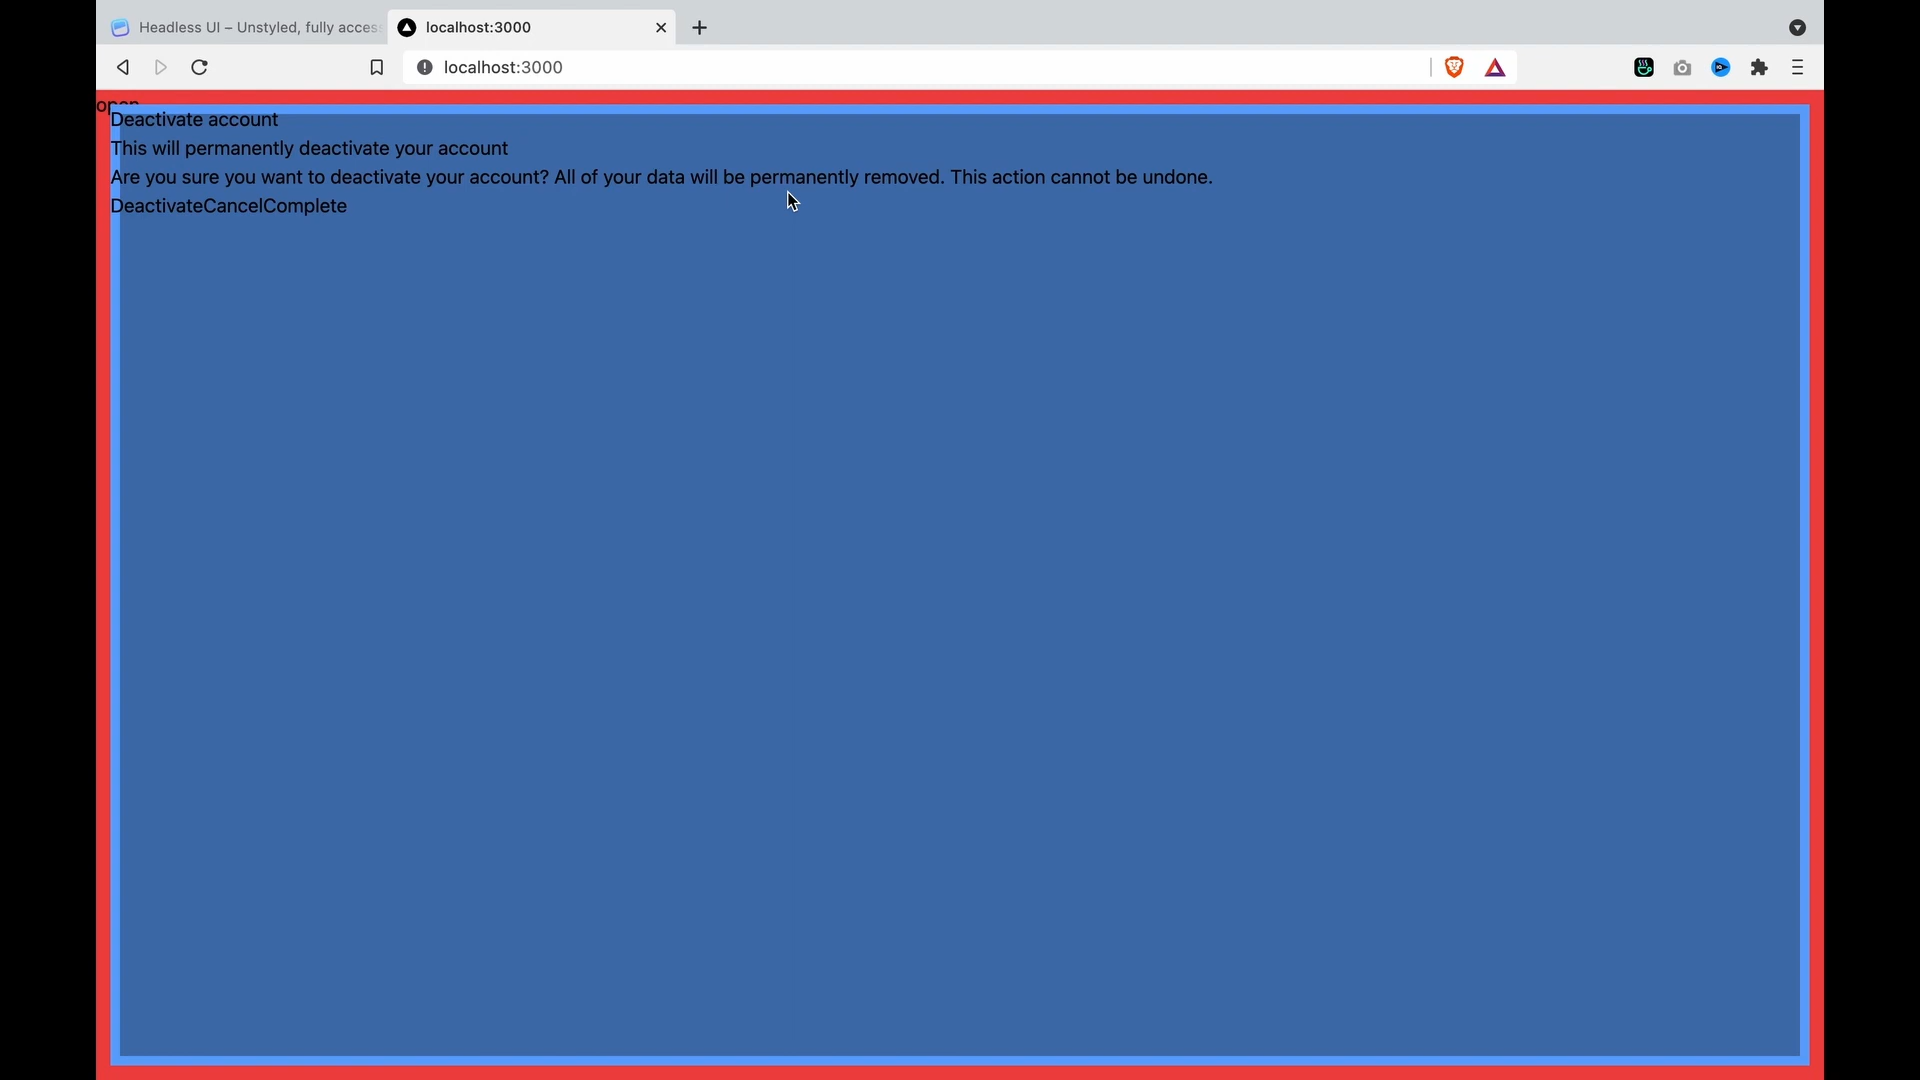 Headless UI – Unstyled, fully acces
localhost:3000
localhost:3000
open
Deactivate account
This will permanently deactivate your account
Are you sure you want to deactivate your account? All of your data will be permanently removed. This action cannot be undone.
DeactivateCancelComplete